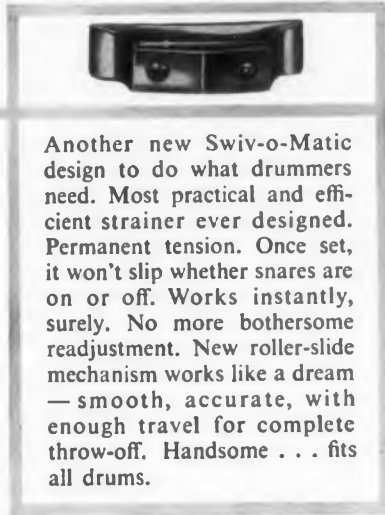 Another new Swiv-o-Matic
design to do what drummers
need. Most practical and effi-
cient strainer ever designed.
Permanent tension. Once set,
it won't slip whether snares are
on or off. Works instantly,
surely. No more bothersome
readjustment. New roller-slide
mechanism works like a dream
— smooth, accurate, with
enough travel for complete
throw-off. Handsome . . . fits
all drums.